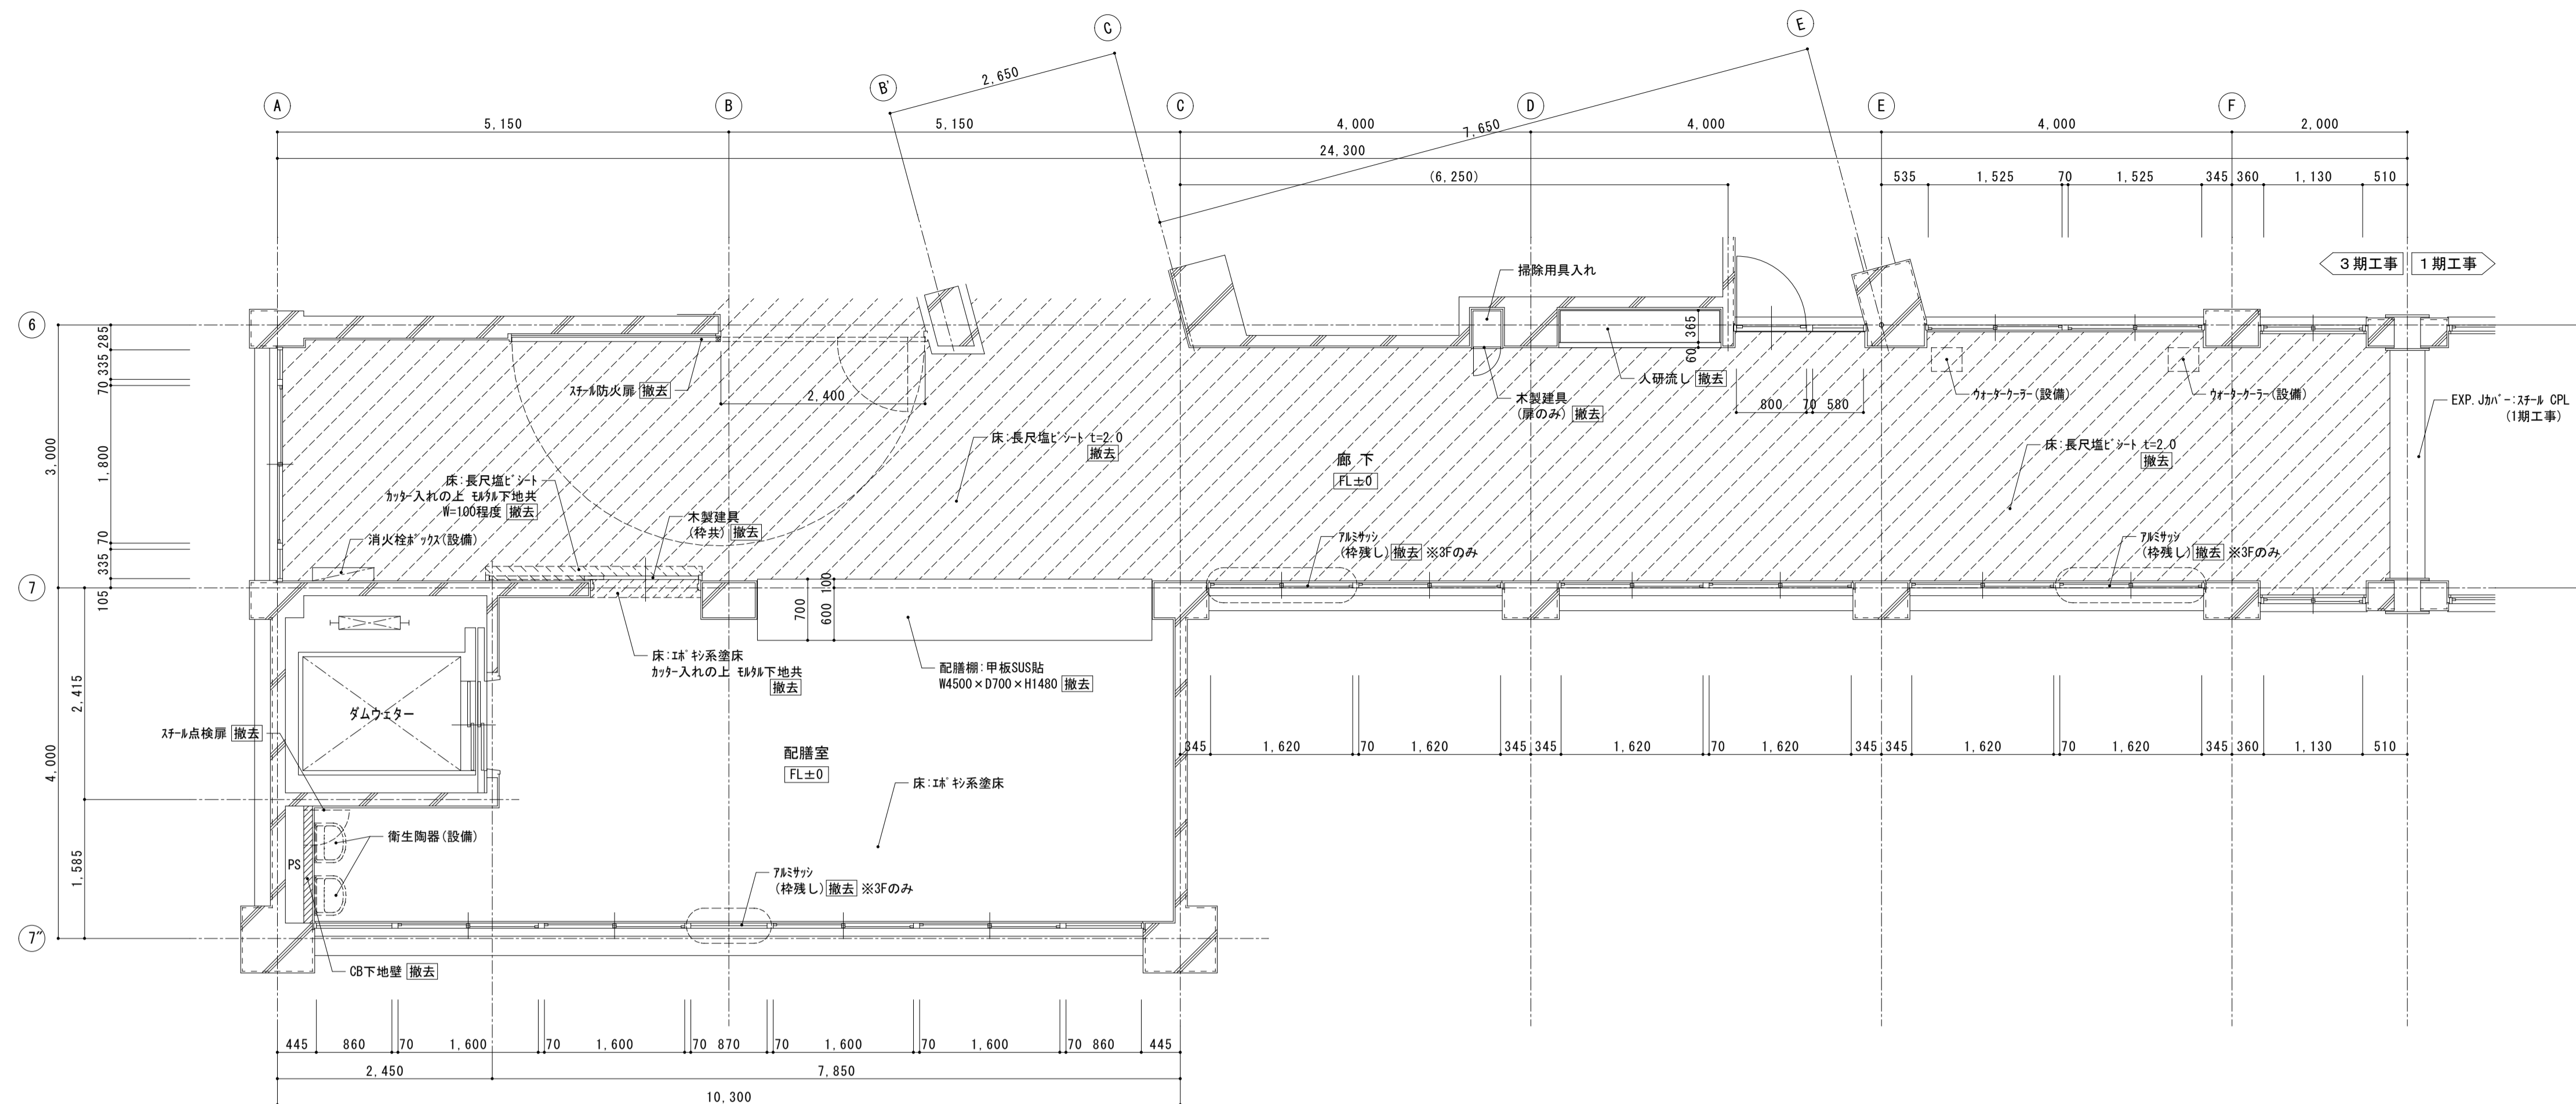 C
E
B'
2,650
A
B
C
D
E
F
5,150
5,150
4,000
7,650
4,000
4,000
2,000
24,300
(6,250)
535
1,525
70
1,525
345
360
1,130
510
3期工事
1期工事
掃除用具入れ
6
285
335
70
365
60
スチール防火扉 撤去
2,400
人研流し 撤去
木製建具
(扉のみ) 撤去
800
70
580
ウォータークーラー(設備)
ウォータークーラー(設備)
EXP.Jカバー:スチール CPL
(1期工事)
3,000
1,800
床:長尺塩ビシート t=2.0
撤去
廊 下
FL±0
床:長尺塩ビシート t=2.0
撤去
床:長尺塩ビシート
カッター入れの上 モルタル下地共
W=100程度 撤去
木製建具
(枠共) 撤去
消火栓ボックス(設備)
アルミサッシ
(枠残し) 撤去 ※3Fのみ
アルミサッシ
(枠残し) 撤去 ※3Fのみ
70
335
7
105
100
700
600
床:エポキシ系塗床
カッター入れの上 モルタル下地共
撤去
配膳棚:甲板SUS貼
W4500×D700×H1480 撤去
2,415
ダムウェーター
スチール点検扉 撤去
配膳室
FL±0
345
1,620
70
1,620
345
345
1,620
70
1,620
345
345
1,620
70
1,620
345
360
1,130
510
4,000
床:エポキシ系塗床
衛生陶器(設備)
PS
1,585
アルミサッシ
(枠残し) 撤去 ※3Fのみ
7"
CB下地壁 撤去
445
860
70
1,600
70
1,600
70
870
70
1,600
70
1,600
70
860
445
2,450
7,850
10,300